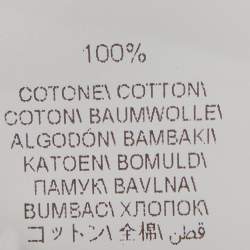 100%
COTONE\ COTTON\
COTON\ BAUMWOLLE\
ALGODÓN\ BAMBAKI\
KATOEN\ BOMULD\
ПАМУК\ BAVLNA\
BUMBAC\ ХЛОПОК\
コットン\ 全棉\ قطن